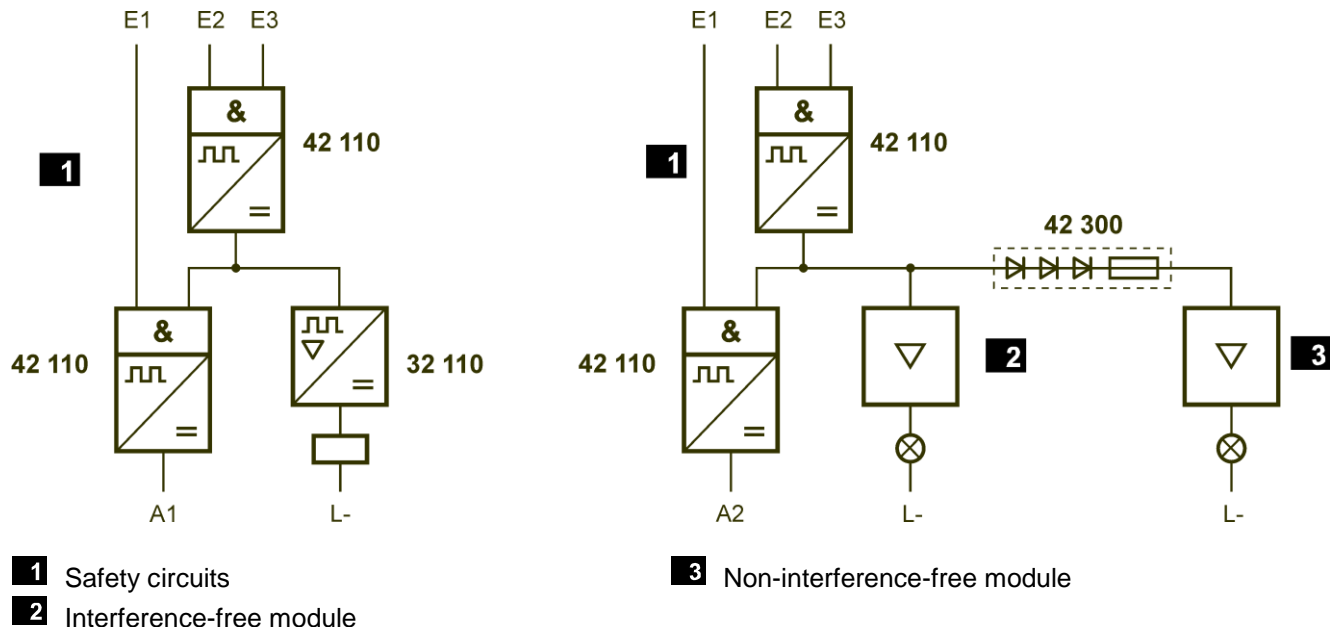 E1 E2 E3 E1 E2 E3
& &
42 110 42 110
1 1
42 300
& &
42 110 32 110 42 110 2 3
A1 L- A2 L- L-
1 Safety circuits 3 Non-interference-free module
2 Interference-free module